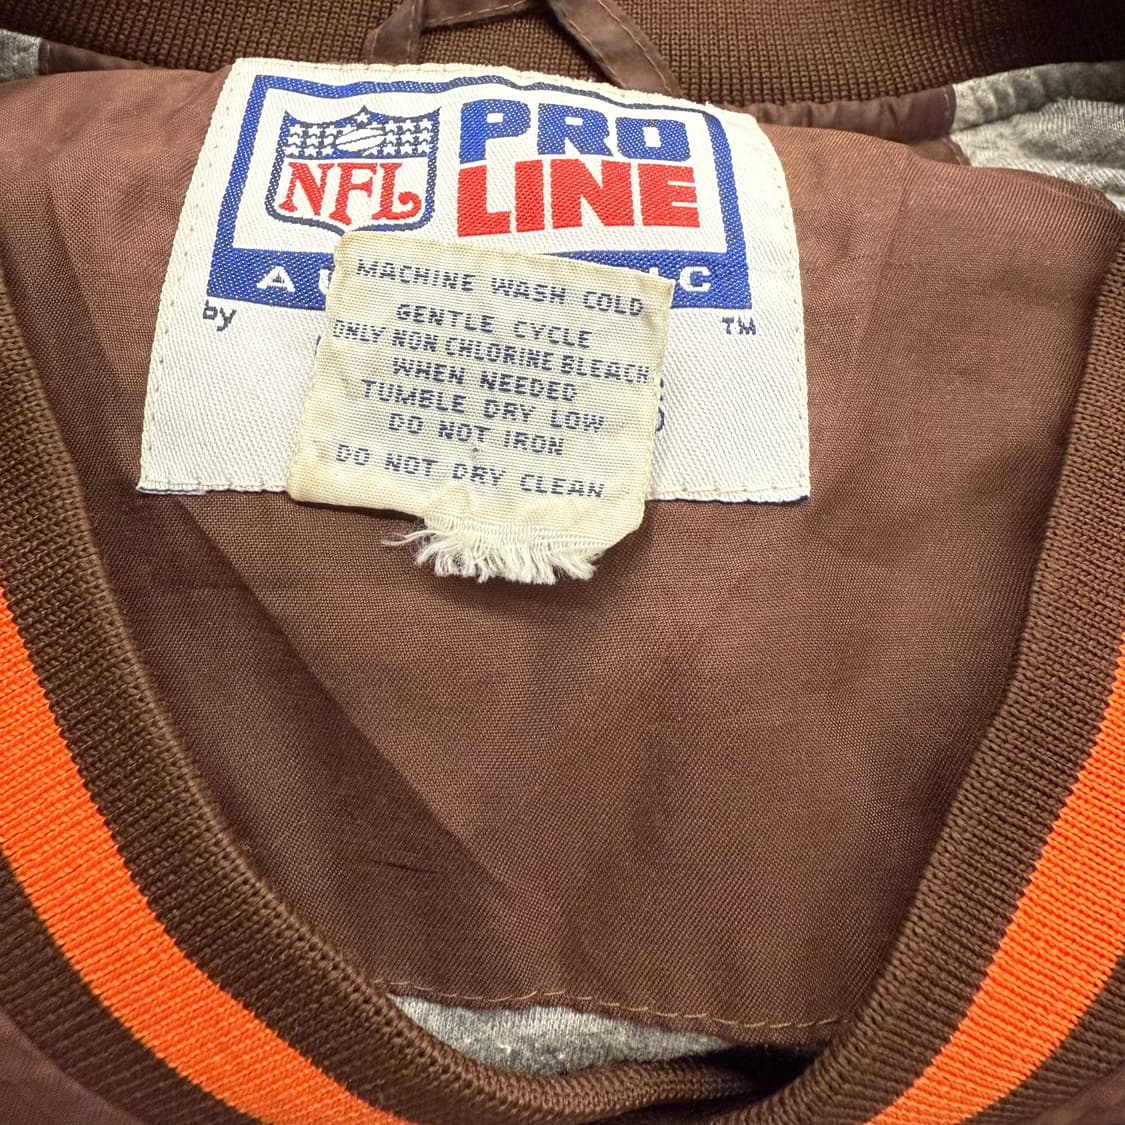 NFL
PRO
LINE
by
TM
MACHINE WASH COLD
GENTLE CYCLE
ONLY NON CHLORINE BLEACH
WHEN NEEDED
TUMBLE DRY LOW
DO NOT IRON
DO NOT DRY CLEAN